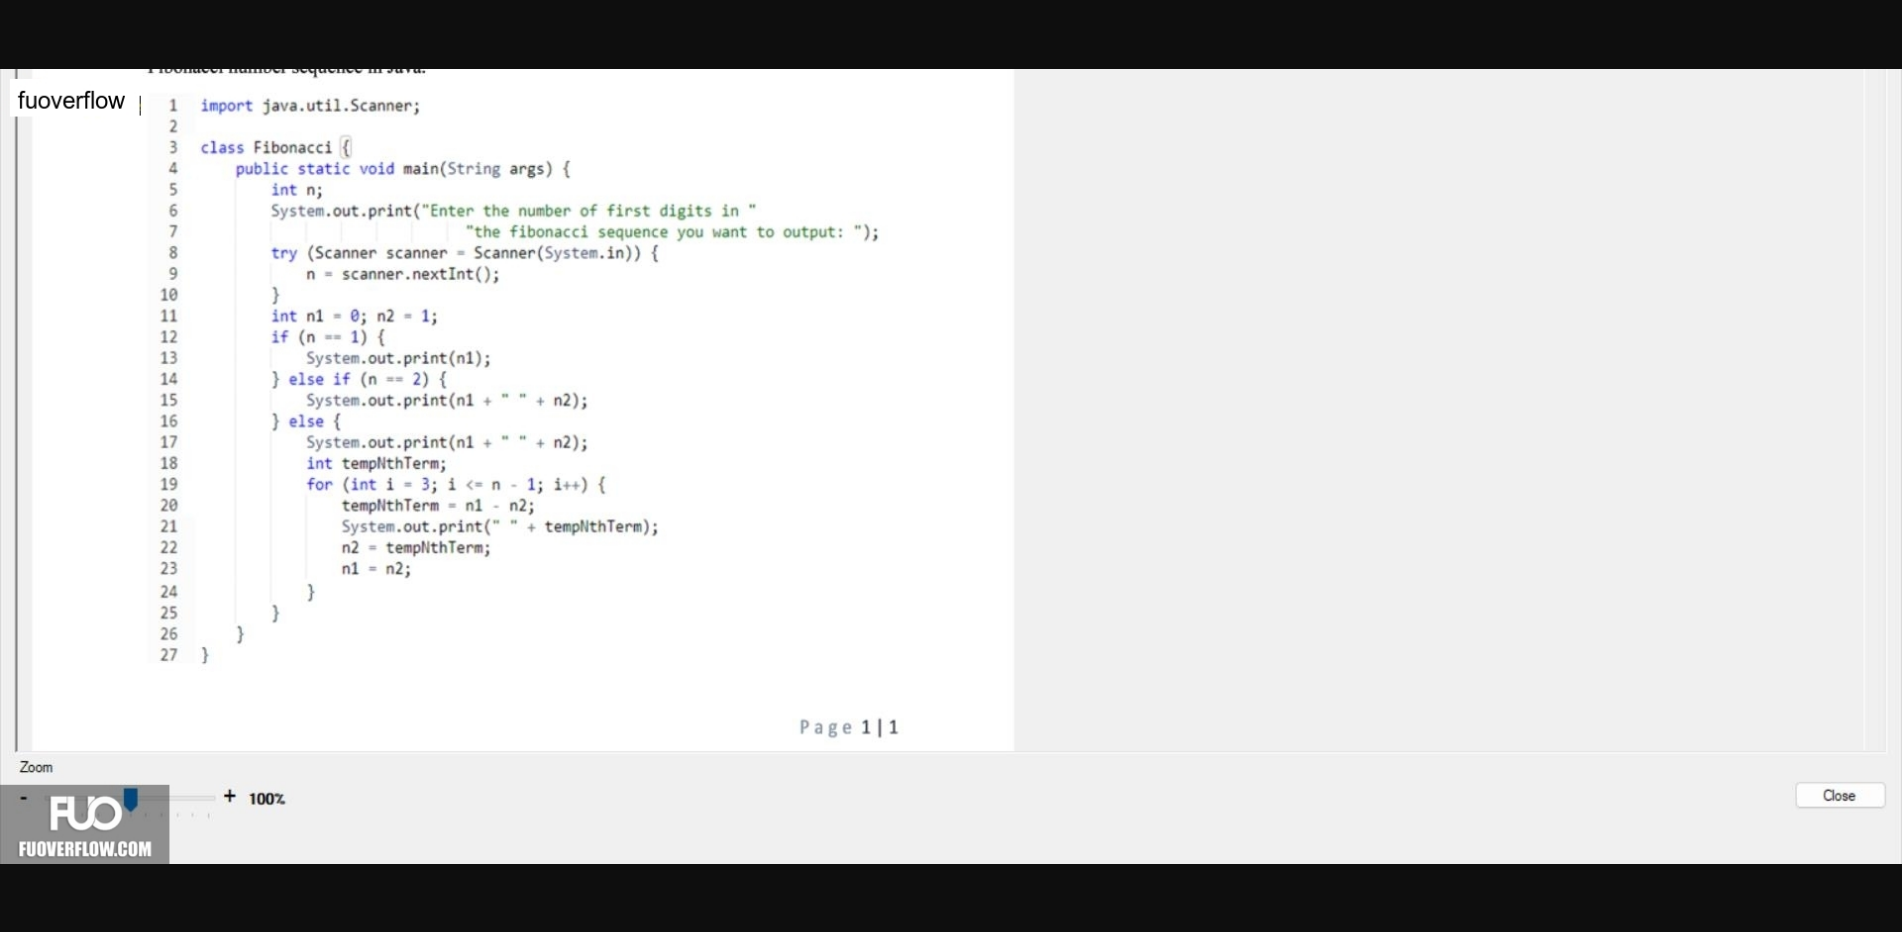 Fibonacci number sequence in Java.
fuoverflow
1 import java.util.Scanner;
2
3 class Fibonacci {
4 public static void main(String args) {
5 int n;
6 System.out.print("Enter the number of first digits in "
7 "the fibonacci sequence you want to output: ");
8 try (Scanner scanner = Scanner(System.in)) {
9 n = scanner.nextInt();
10 }
11 int n1 = 0; n2 = 1;
12 if (n == 1) {
13 System.out.print(n1);
14 } else if (n == 2) {
15 System.out.print(n1 + " " + n2);
16 } else {
17 System.out.print(n1 + " " + n2);
18 int tempNthTerm;
19 for (int i = 3; i <= n - 1; i++) {
20 tempNthTerm = n1 - n2;
21 System.out.print(" " + tempNthTerm);
22 n2 = tempNthTerm;
23 n1 = n2;
24 }
25 }
26 }
27 }
Page 1|1
Zoom
- + 100%
Close
FUO
FUOVERFLOW.COM